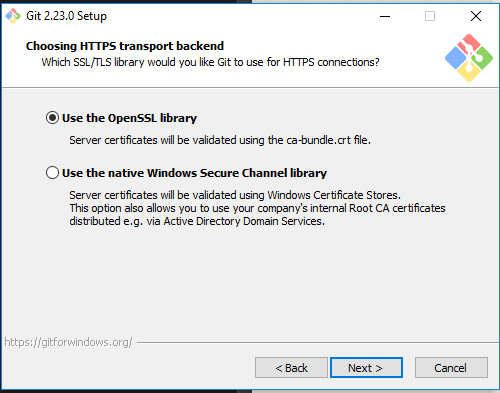 Git 2.23.0 Setup
Choosing HTTPS transport backend
Which SSL/TLS library would you like Git to use for HTTPS connections?
Use the OpenSSL library
Server certificates will be validated using the ca-bundle.crt file.
Use the native Windows Secure Channel library
Server certificates will be validated using Windows Certificate Stores.
This option also allows you to use your company's internal Root CA certificates
distributed e.g. via Active Directory Domain Services.
https://gitforwindows.org/
< Back Next > Cancel